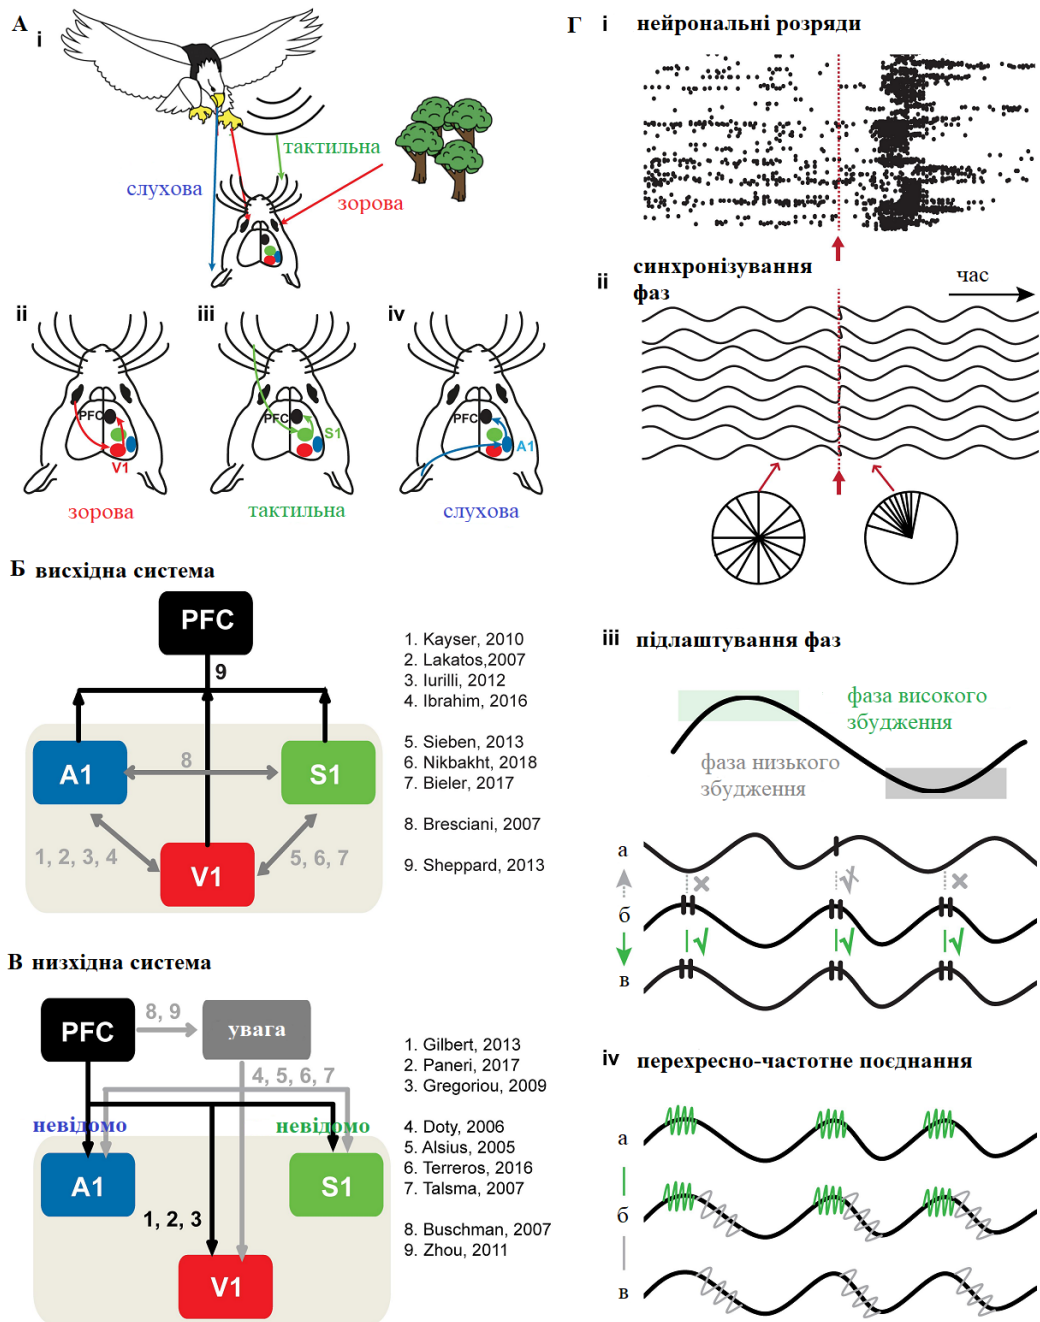 А
i
тактильна
слухова
зорова
ii
iii
iv
PFC
V1
PFC
S1
PFC
A1
зорова
тактильна
слухова
Б висхідна система
PFC
9
A1
8
S1
1, 2, 3, 4
5, 6, 7
V1
1. Kayser, 2010
2. Lakatos,2007
3. Iurilli, 2012
4. Ibrahim, 2016
5. Sieben, 2013
6. Nikbakht, 2018
7. Bieler, 2017
8. Bresciani, 2007
9. Sheppard, 2013
В низхідна система
PFC
8, 9
увага
4, 5, 6, 7
невідомо
невідомо
A1
S1
1, 2, 3
V1
1. Gilbert, 2013
2. Paneri, 2017
3. Gregoriou, 2009
4. Doty, 2006
5. Alsius, 2005
6. Terreros, 2016
7. Talsma, 2007
8. Buschman, 2007
9. Zhou, 2011
Г i нейрональні розряди
ii синхронізування
фаз
час
iii підлаштування фаз
фаза високого
збудження
фаза низького
збудження
а
б
в
iv перехресно-частотне поєднання
а
б
в